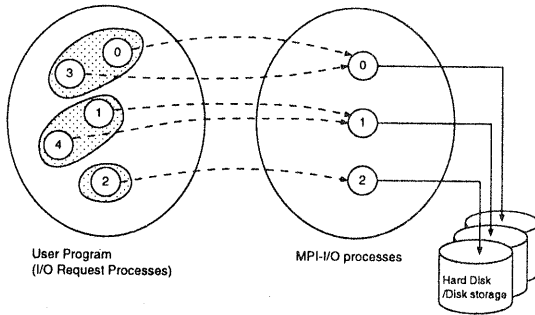 0
3
1
4
2
0
1
2
User Program
(I/O Request Processes)
MPI-I/O processes
Hard Disk
/Disk storage